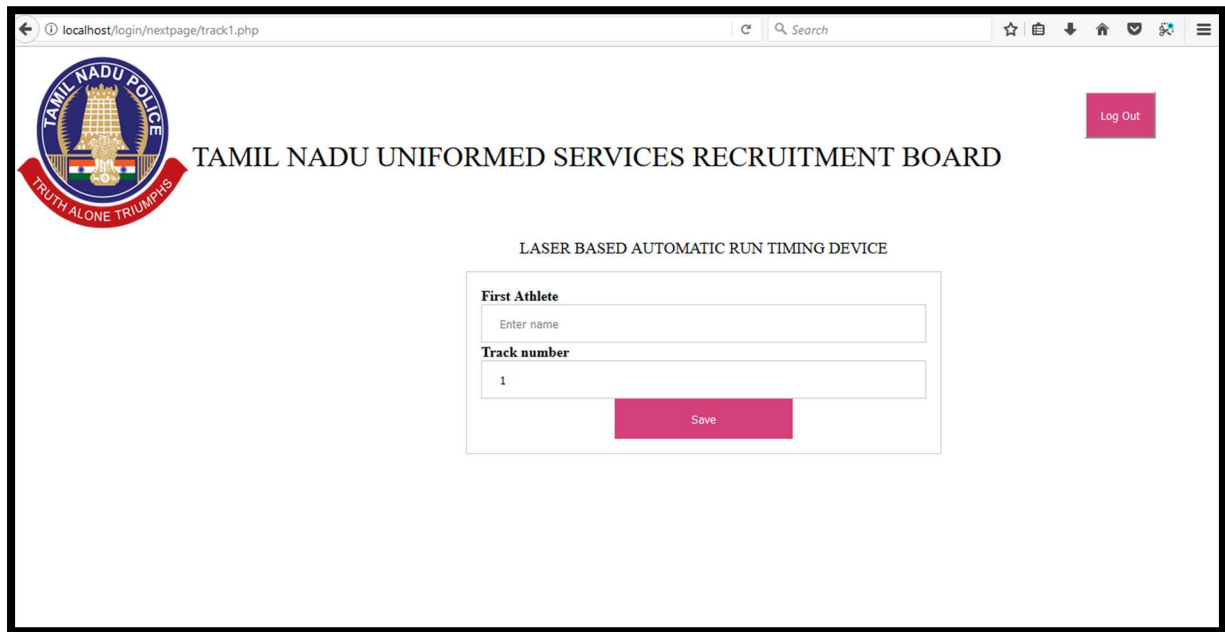 localhost/login/nextpage/track1.php
Search
TAMIL NADU POLICE
TRUTH ALONE TRIUMPHS
Log Out
TAMIL NADU UNIFORMED SERVICES RECRUITMENT BOARD
LASER BASED AUTOMATIC RUN TIMING DEVICE
First Athlete
Enter name
Track number
1
Save